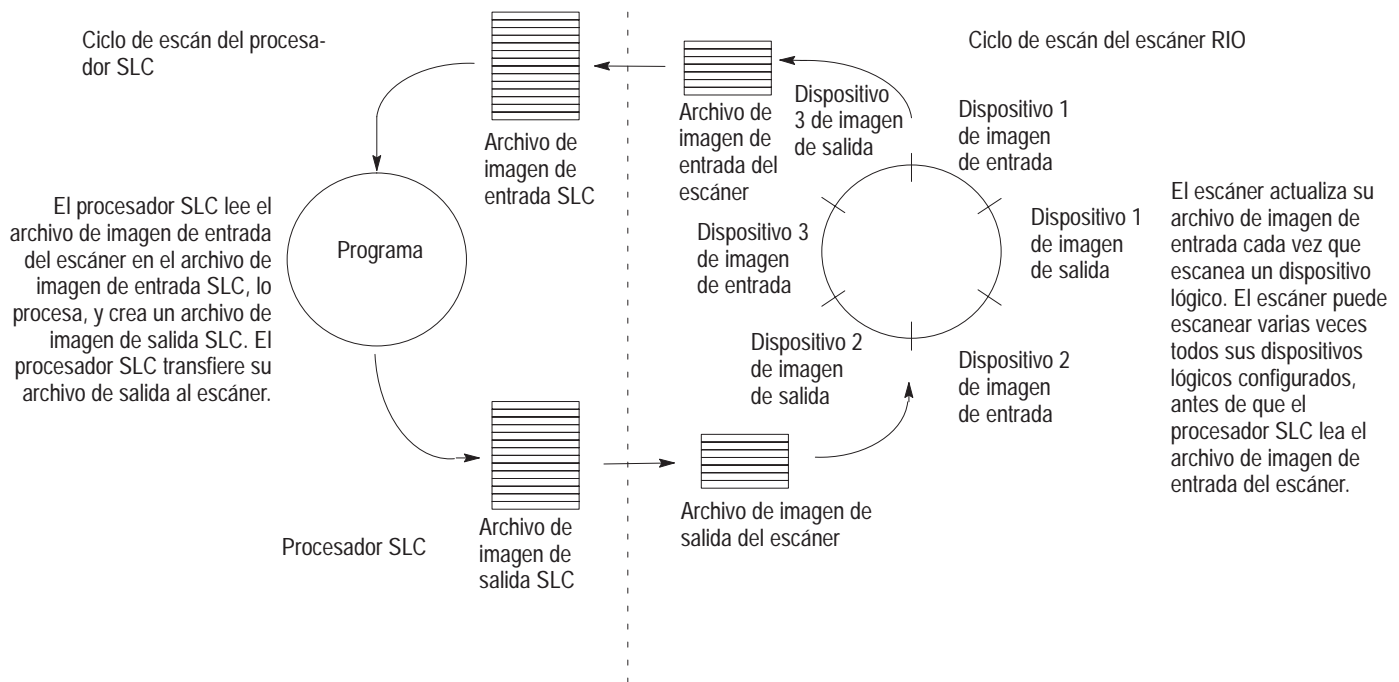 Ciclo de escán del procesa-
dor SLC
Archivo de
imagen de
entrada SLC
El procesador SLC lee el
archivo de imagen de entrada
del escáner en el archivo de
imagen de entrada SLC, lo
procesa, y crea un archivo de
imagen de salida SLC. El
procesador SLC transfiere su
archivo de salida al escáner.
Programa
Procesador SLC
Archivo de
imagen de
salida SLC
Ciclo de escán del escáner RIO
Archivo de
imagen de
entrada del
escáner
Dispositivo
3 de imagen
de salida
Dispositivo 1
de imagen
de entrada
Dispositivo 1
de imagen
de salida
Dispositivo 3
de imagen
de entrada
Dispositivo 2
de imagen
de salida
Dispositivo 2
de imagen
de entrada
Archivo de imagen de
salida del escáner
El escáner actualiza su
archivo de imagen de
entrada cada vez que
escanea un dispositivo
lógico. El escáner puede
escanear varias veces
todos sus dispositivos
lógicos configurados,
antes de que el
procesador SLC lea el
archivo de imagen de
entrada del escáner.